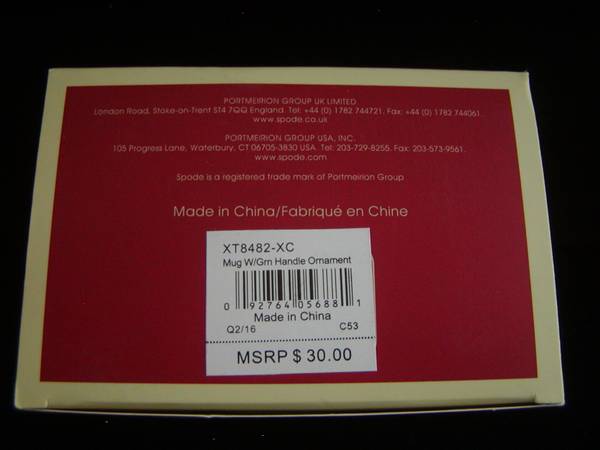 PORTMEIRION GROUP UK LIMITED
London Road, Stoke-on-Trent ST4 7QQ England. Tel: +44 (0) 1782 744721. Fax: +44 (0) 1782 744061.
www.spode.co.uk
PORTMEIRION GROUP USA, INC.
105 Progress Lane, Waterbury, CT 06705-3830 USA. Tel: 203-729-8255. Fax: 203-573-9561.
www.spode.com
Spode is a registered trade mark of Portmeirion Group
Made in China/Fabriqué en Chine
XT8482-XC
Mug W/Grn Handle Ornament
0 92764 05688 1
Made in China
Q2/16 C53
MSRP $ 30.00